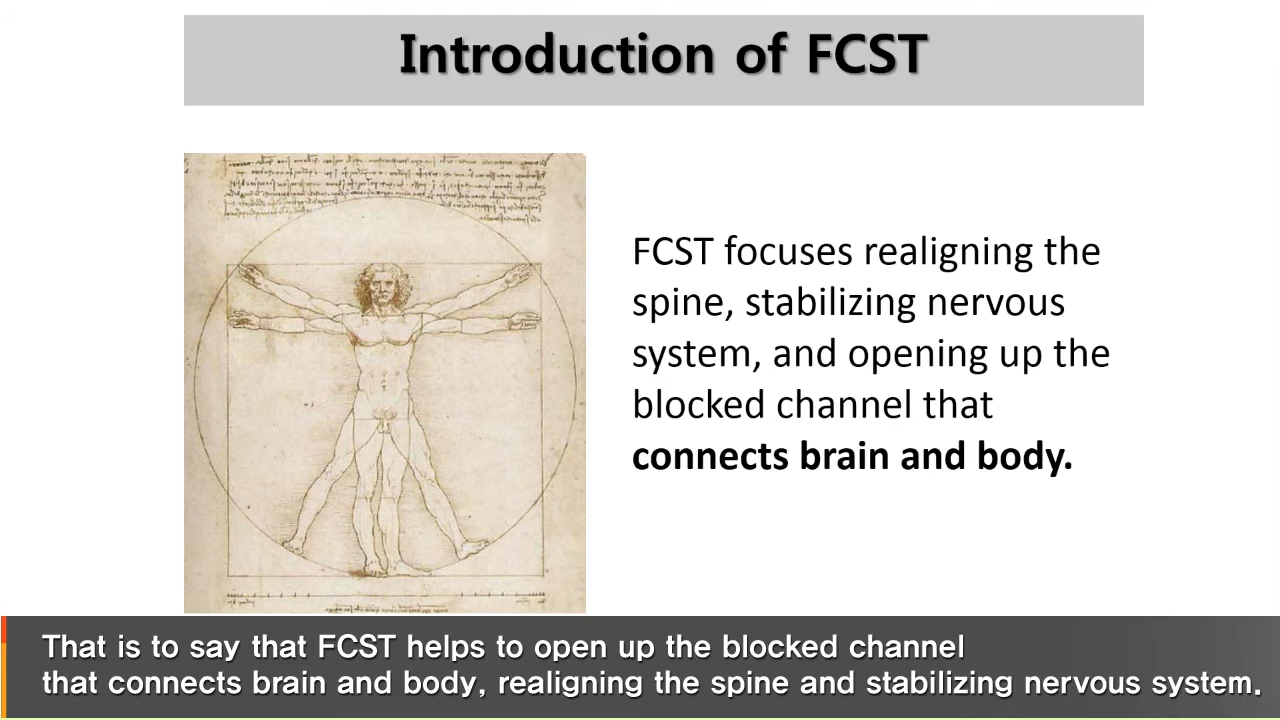 Introduction of FCST
FCST focuses realigning the
spine, stabilizing nervous
system, and opening up the
blocked channel that
connects brain and body.
That is to say that FCST helps to open up the blocked channel
that connects brain and body, realigning the spine and stabilizing nervous system.